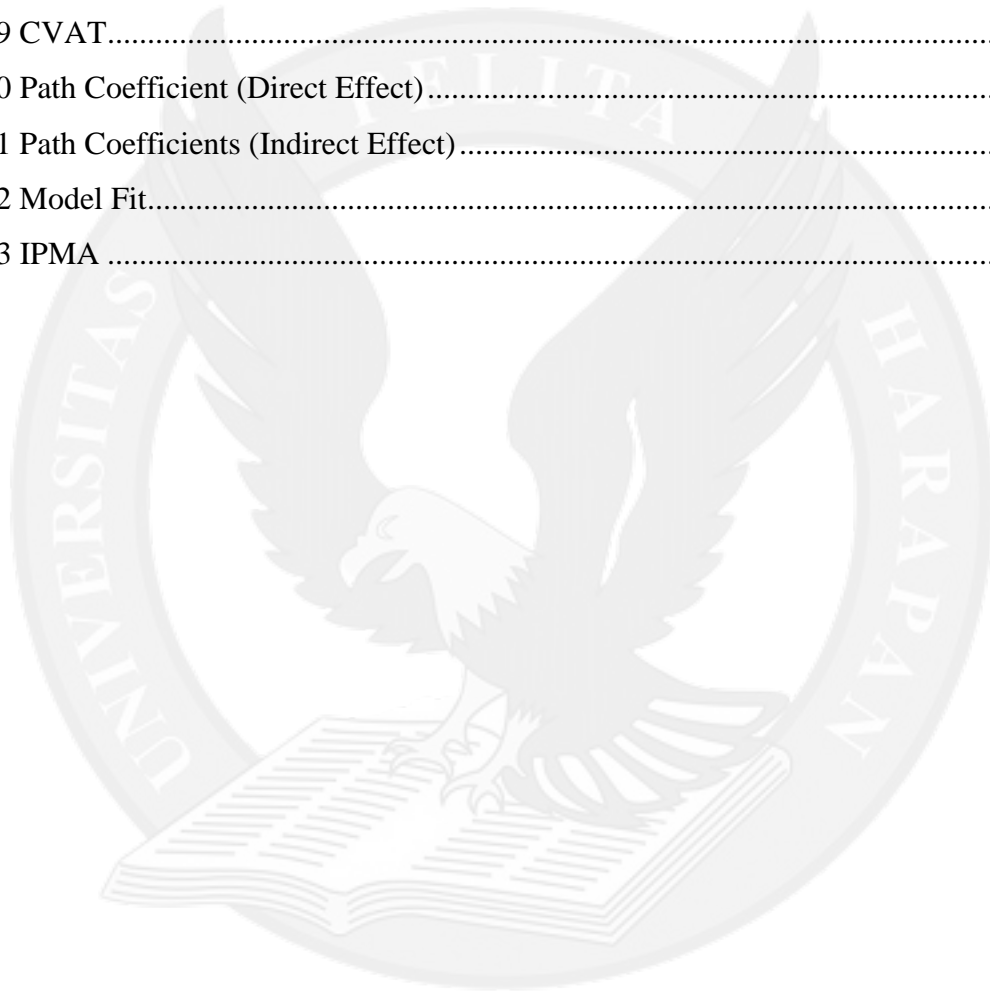 9 CVAT...............................................................................................................
0 Path Coefficient (Direct Effect).......................................................................
1 Path Coefficients (Indirect Effect)...................................................................
2 Model Fit..........................................................................................................
3 IPMA ...............................................................................................................
UNIVERSITAS PELITA HARAPAN